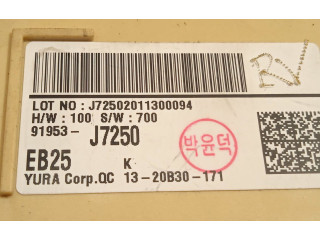 LOT NO : J72502011300094
H/W : 100 S/W : 700
91953- J7250
박윤덕
EB25 K
YURA Corp.QC 13-20B30-171